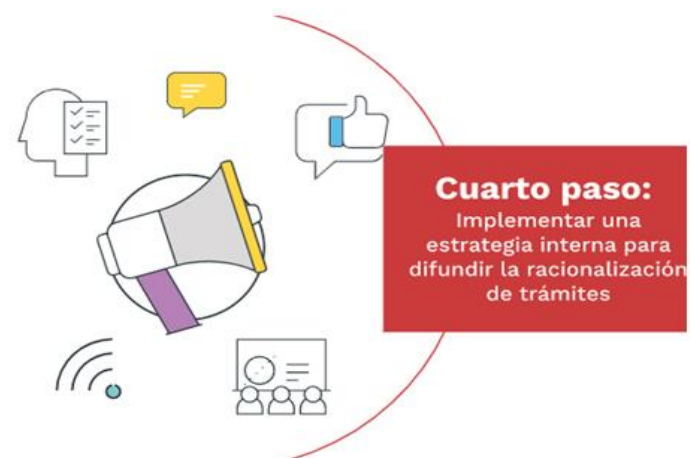 Cuarto paso:
Implementar una
estrategia interna para
difundir la racionalización
de trámites